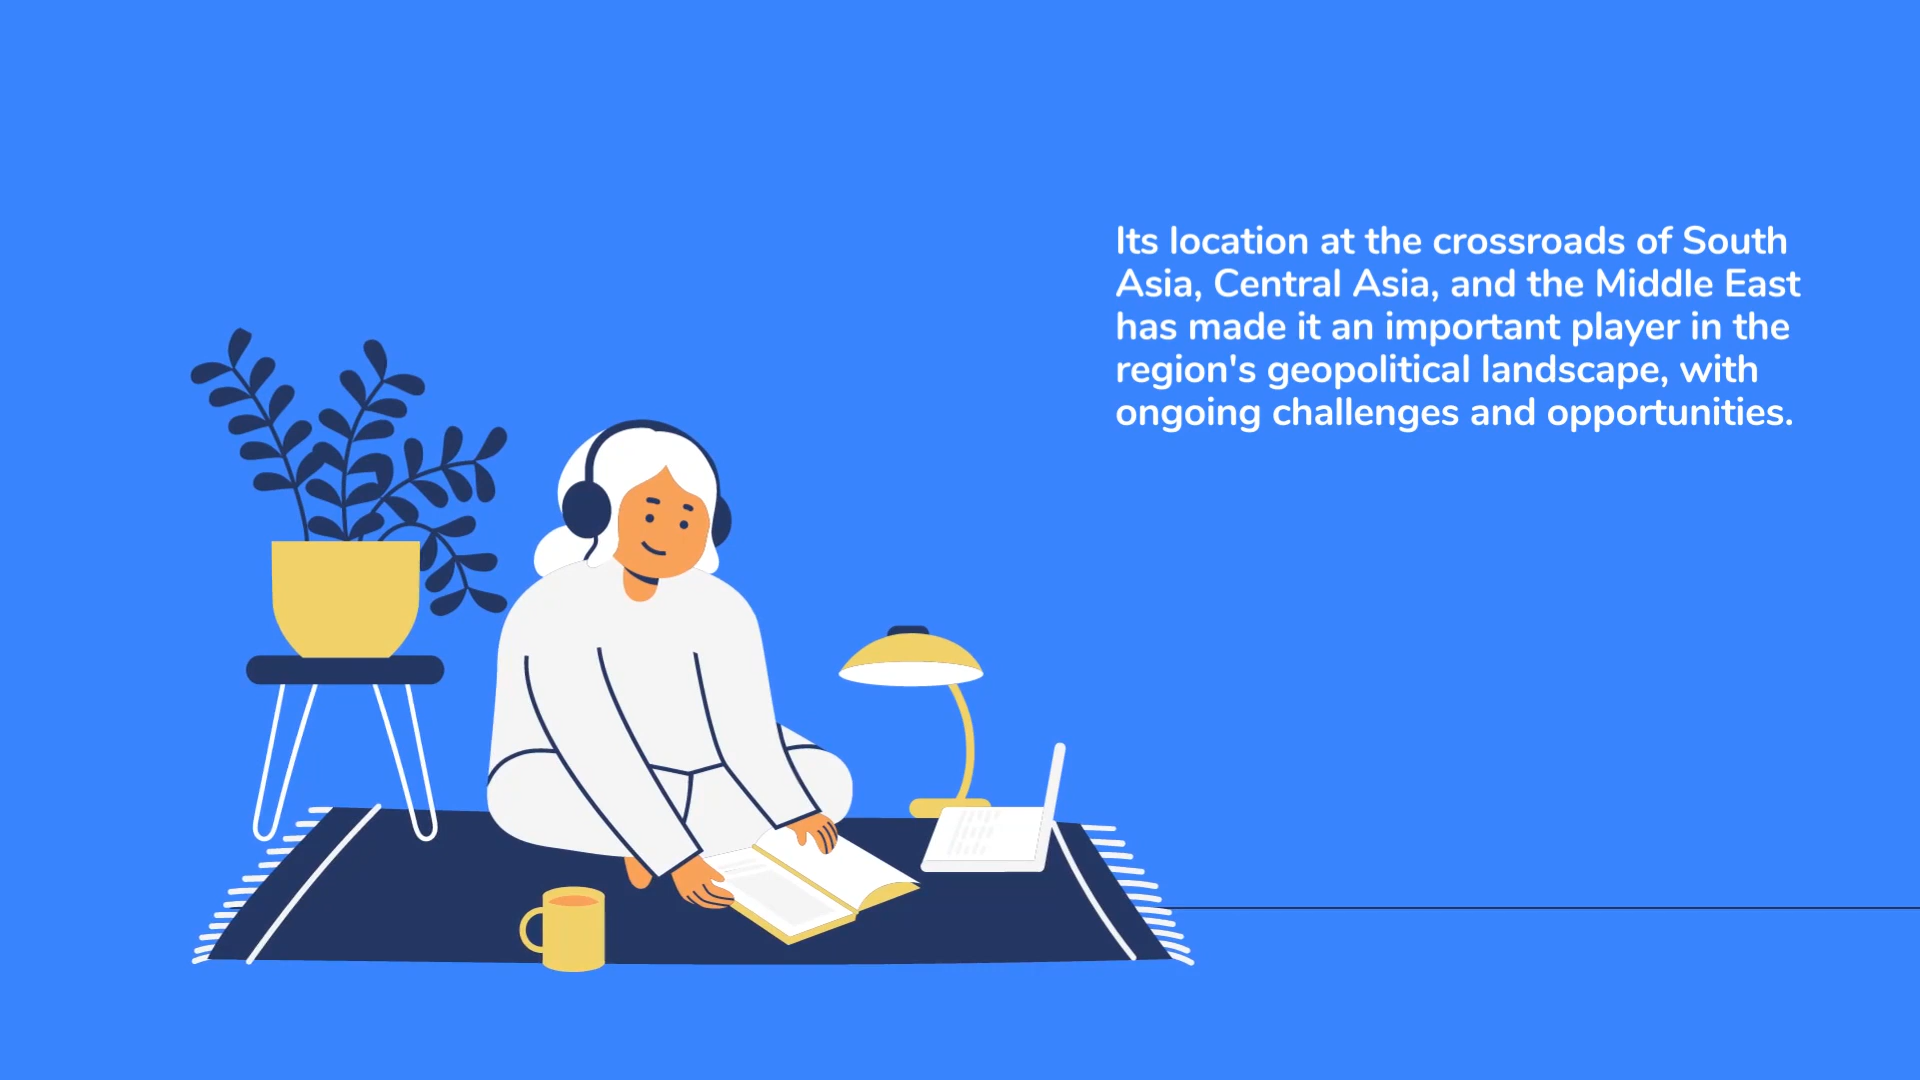 Its location at the crossroads of South
Asia, Central Asia, and the Middle East
has made it an important player in the
region's geopolitical landscape, with
ongoing challenges and opportunities.